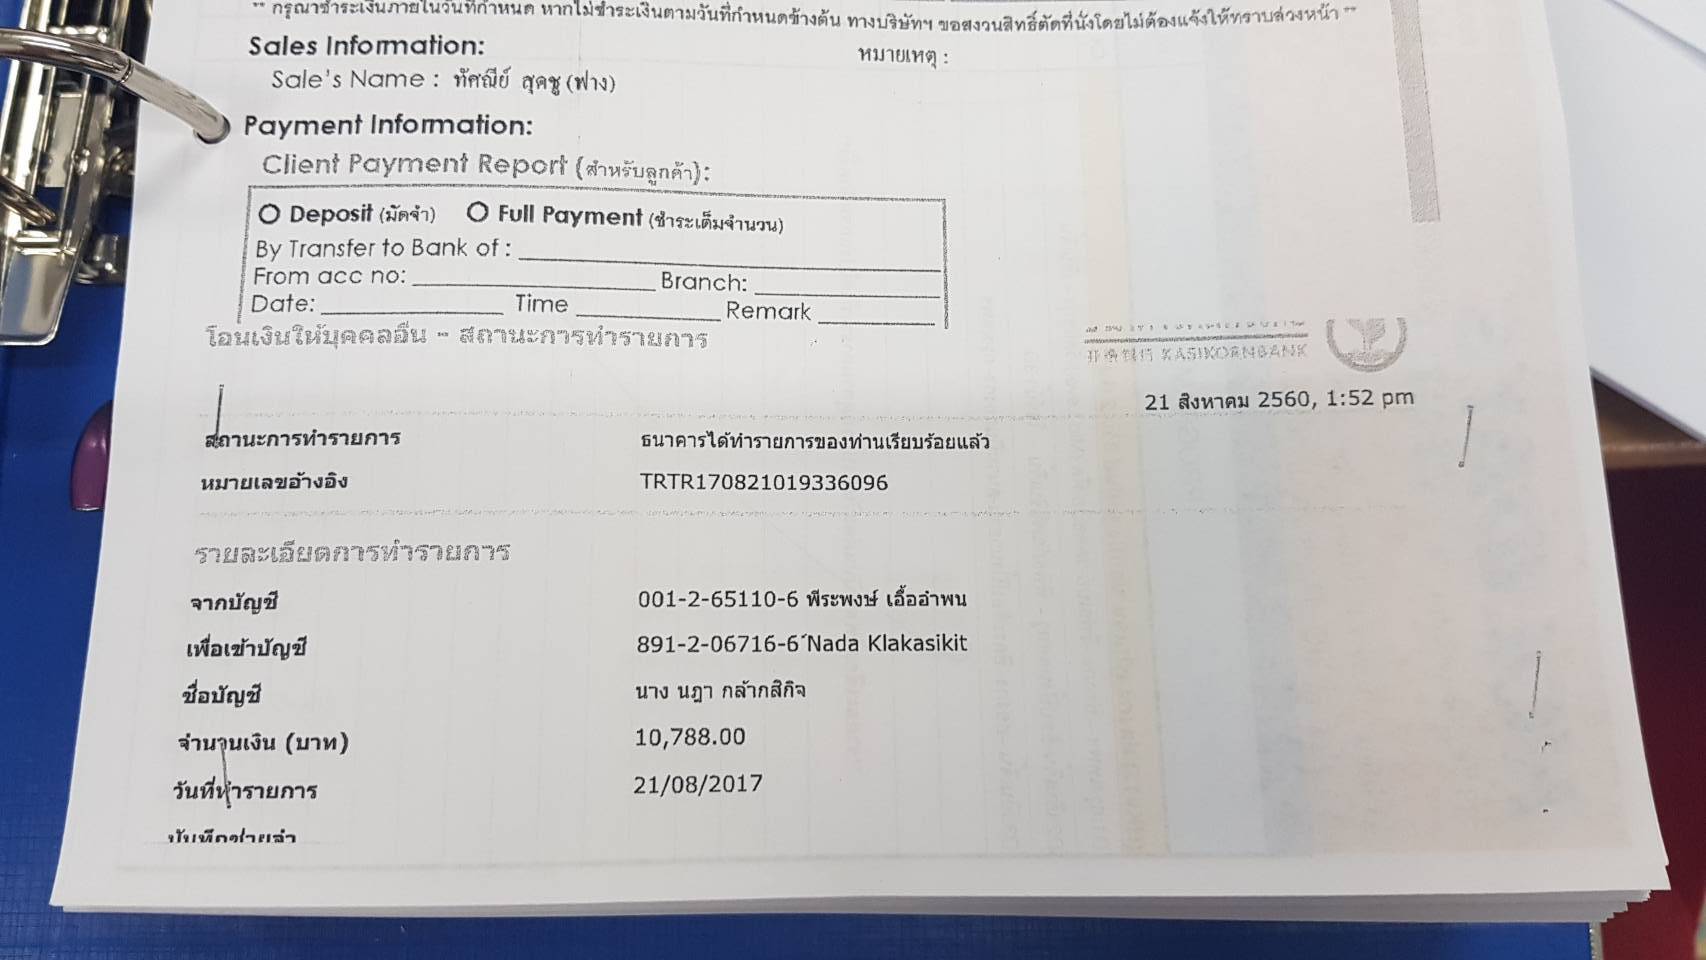 ** กรุณาชำระเงินภายในวันที่กำหนด หากไม่ชำระเงินตามวันที่กำหนดข้างต้น ทางบริษัทฯ ขอสงวนสิทธิ์ตัดที่นั่งโดยไม่ต้องแจ้งให้ทราบล่วงหน้า **
Sales Information:
หมายเหตุ :
Sale's Name : ทัศณีย์ สุคชู (ฟาง)
Payment Information:
Client Payment Report (สำหรับลูกค้า):
Deposit (มัดจำ) Full Payment (ชำระเต็มจำนวน)
By Transfer to Bank of :
From acc no: Branch:
Date: Time Remark
โอนเงินให้บุคคลอื่น - สถานะการทำรายการ
KASIKORNBANK
21 สิงหาคม 2560, 1:52 pm
สถานะการทำรายการ ธนาคารได้ทำรายการของท่านเรียบร้อยแล้ว
หมายเลขอ้างอิง TRTR170821019336096
รายละเอียดการทำรายการ
จากบัญชี 001-2-65110-6 พีระพงษ์ เอื้ออำพน
เพื่อเข้าบัญชี 891-2-06716-6 Nada Klakasikit
ชื่อบัญชี นาง นฎา กล้ากสิกิจ
จำนวนเงิน (บาท) 10,788.00
วันที่ทำรายการ 21/08/2017
บันทึกช่วยจำ